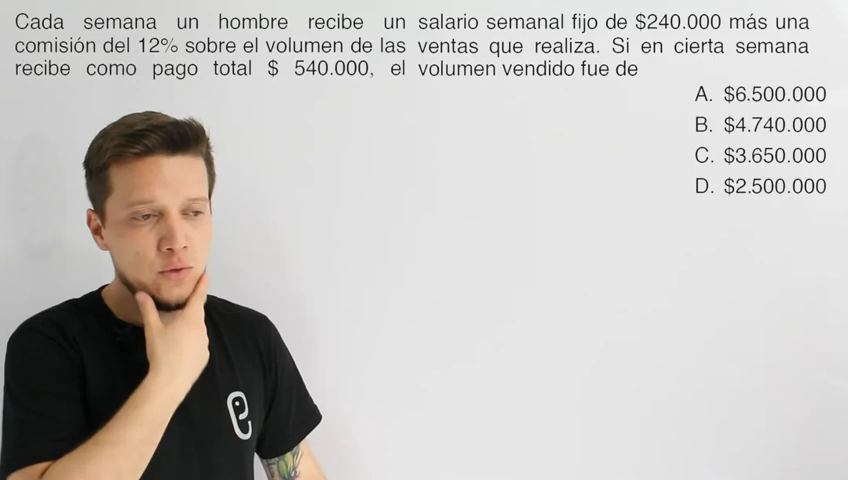 Cada semana un hombre recibe un salario semanal fijo de $240.000 más una
comisión del 12% sobre el volumen de las ventas que realiza. Si en cierta semana
recibe como pago total $ 540.000, el volumen vendido fue de
A. $6.500.000
B. $4.740.000
C. $3.650.000
D. $2.500.000